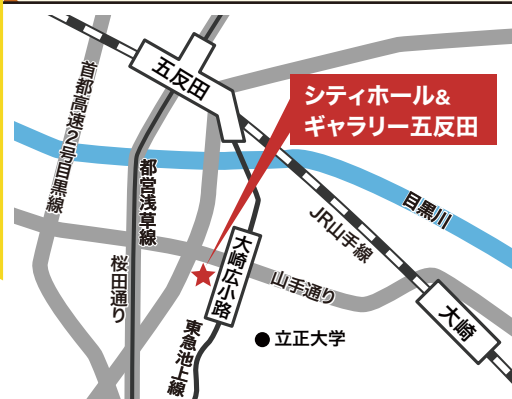 五反田
シティホール&
ギャラリー五反田
首都高速2号目黒線
都営浅草線
目黒川
JR山手線
大崎広小路
桜田通り
山手通り
大崎
東急池上線
立正大学